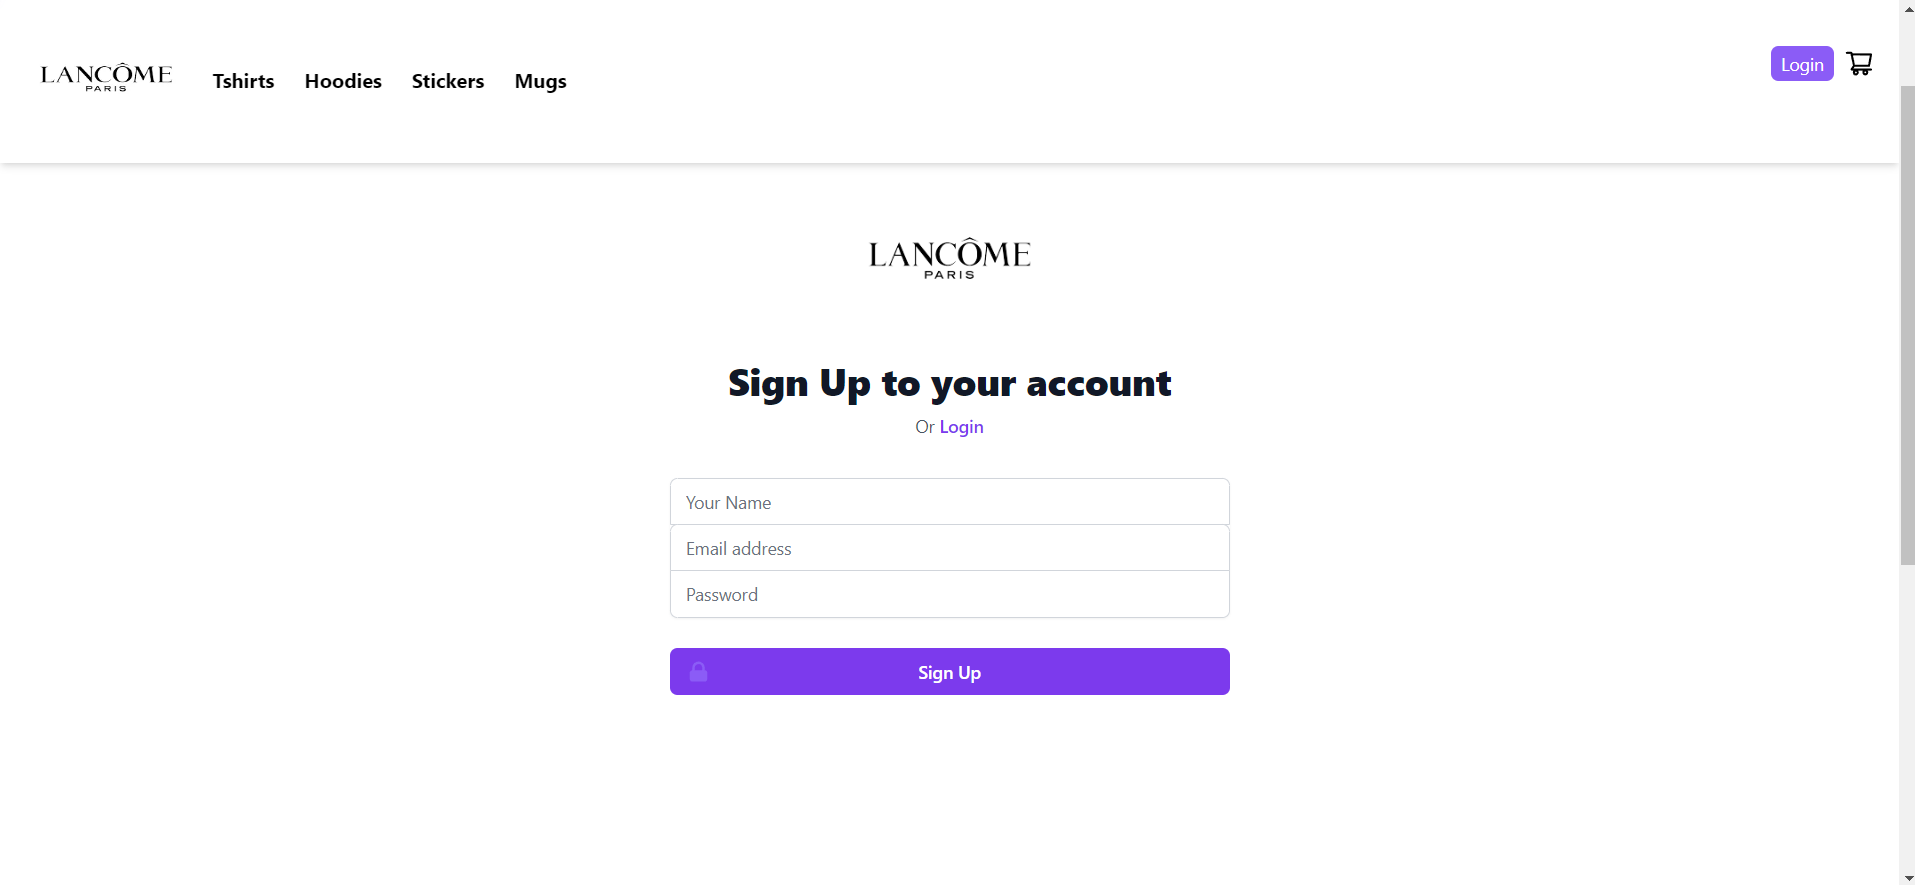 LANCÔME
PARIS
Tshirts Hoodies Stickers Mugs
Login
LANCÔME
PARIS
Sign Up to your account
Or Login
Your Name
Email address
Password
Sign Up